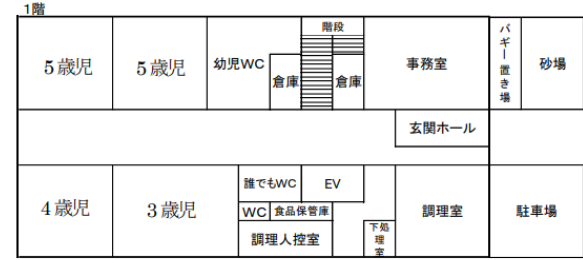 1階
5歳児
5歳児
幼児WC
倉庫
階段
倉庫
事務室
バギー置き場
砂場
玄関ホール
4歳児
3歳児
誰でもWC
EV
WC
食品保管庫
調理人控室
下処理室
調理室
駐車場